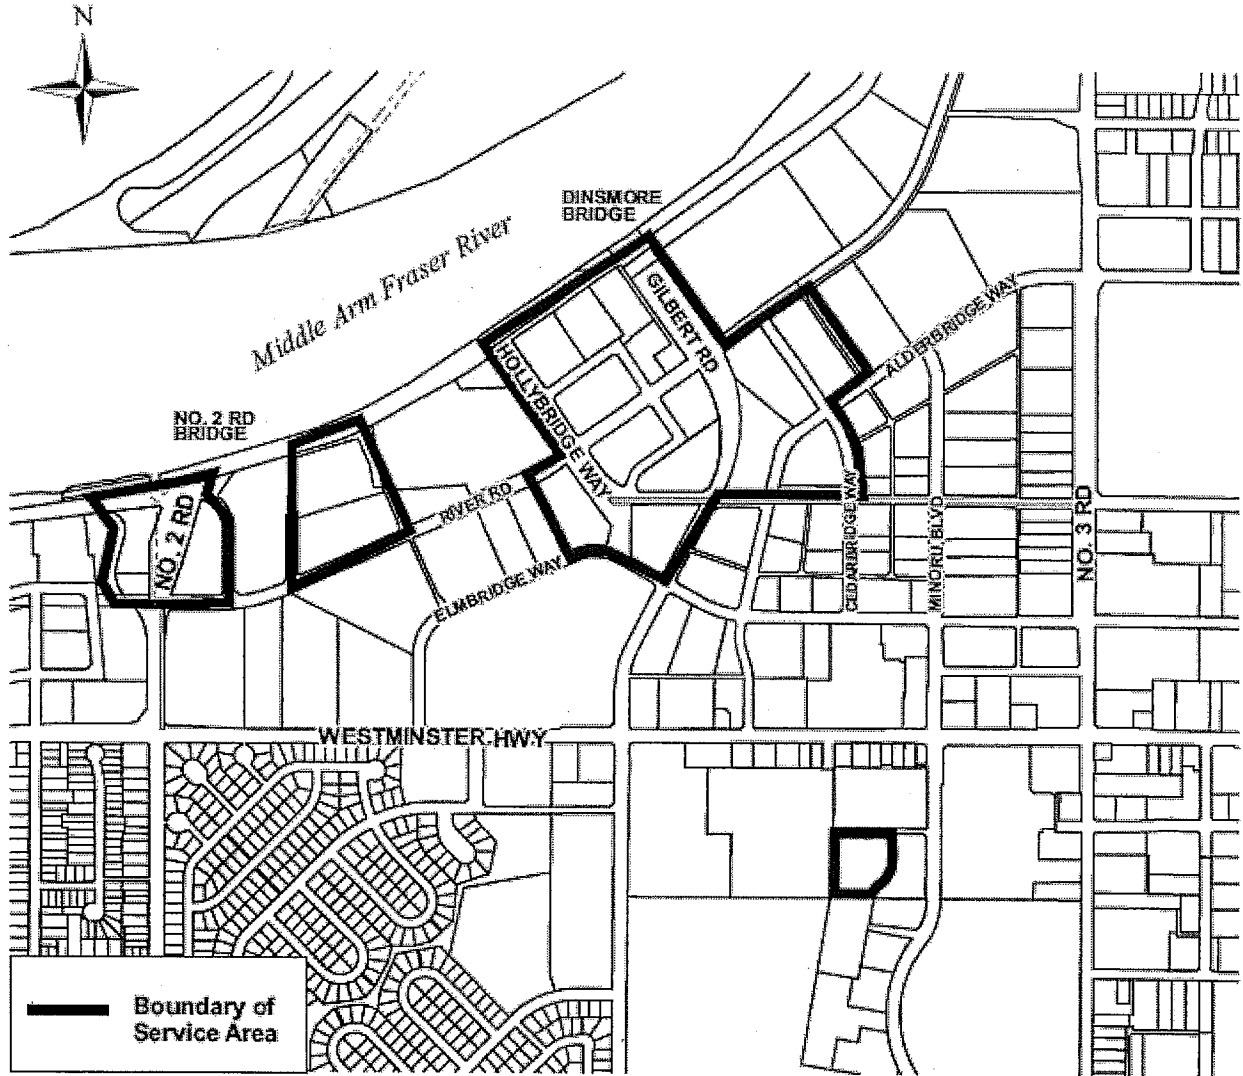 N
DINSMORE
BRIDGE
Middle Arm Fraser River
GILBERT RD
ALDERBRIDGE WAY
HOLLYBRIDGE WAY
NO. 2 RD
BRIDGE
RIVER RD
NO. 2 RD
CEDARBRIDGE WAY
MINORU BLVD
NO. 3 RD
ELMBRIDGE WAY
WESTMINSTER HWY
Boundary of
Service Area